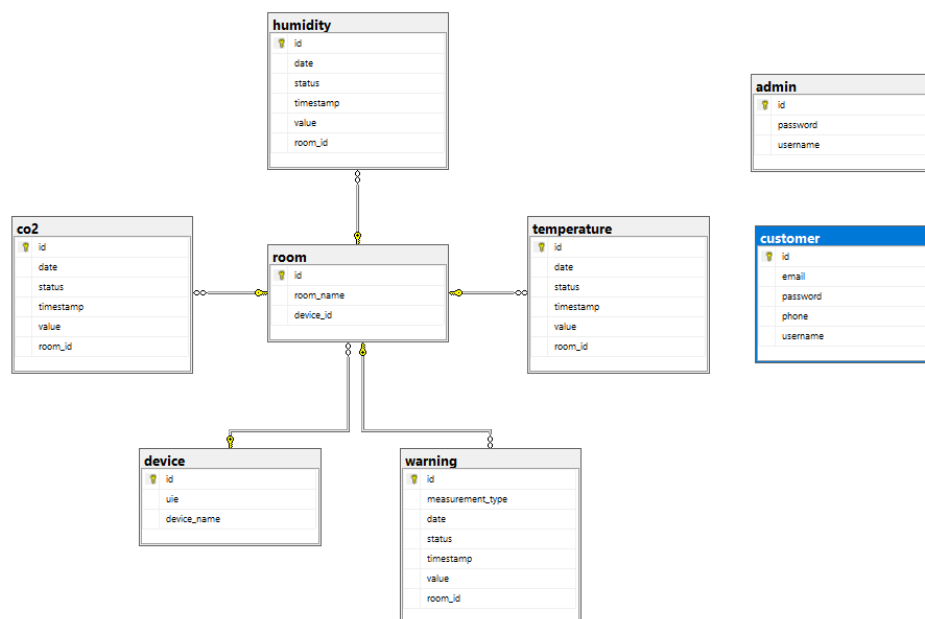 humidity
id
date
status
timestamp
value
room_id
admin
id
password
username
co2
id
date
status
timestamp
value
room_id
room
id
room_name
device_id
temperature
id
date
status
timestamp
value
room_id
customer
id
email
password
phone
username
device
id
uie
device_name
warning
id
measurement_type
date
status
timestamp
value
room_id